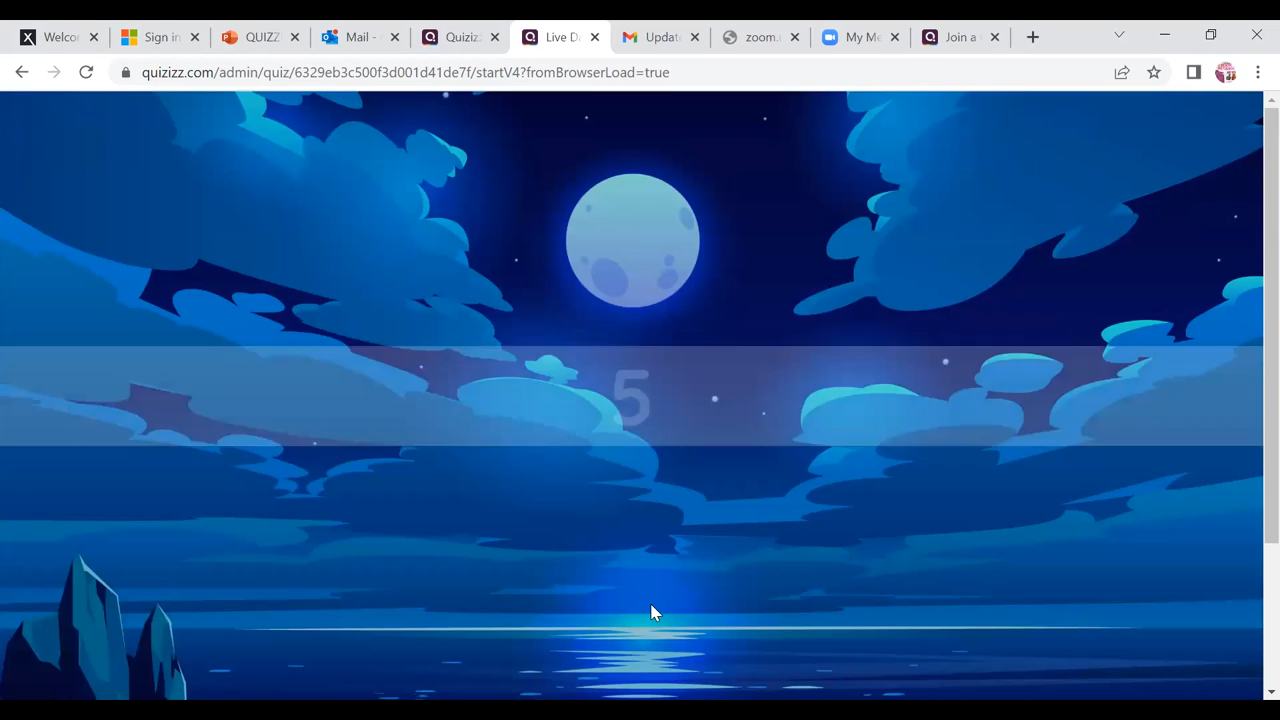 Welco
Sign in
QUIZZ
Mail -
Quiziz
Live D
Updat
zoom.
My Me
Join a
quizizz.com/admin/quiz/6329eb3c500f3d001d41de7f/startV4?fromBrowserLoad=true
5